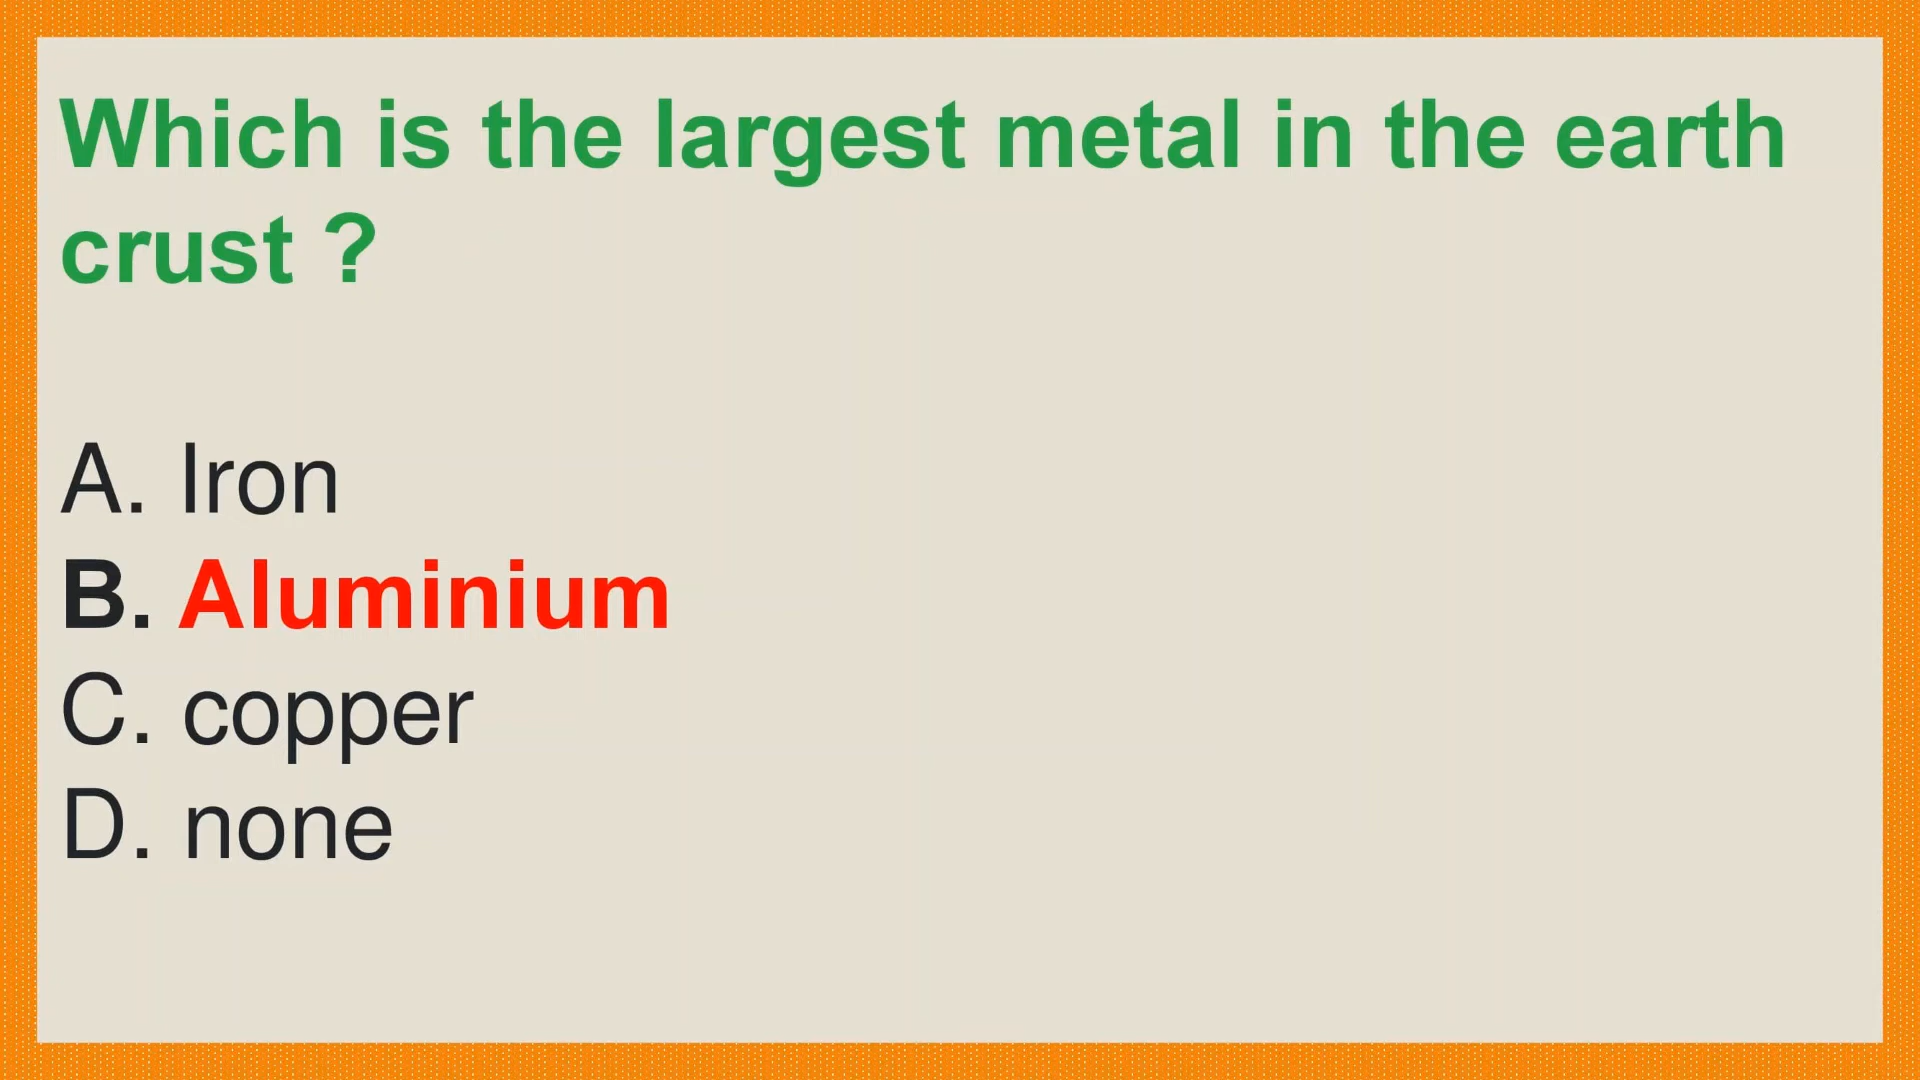 Which is the largest metal in the earth
crust ?
A. Iron
B. Aluminium
C. copper
D. none